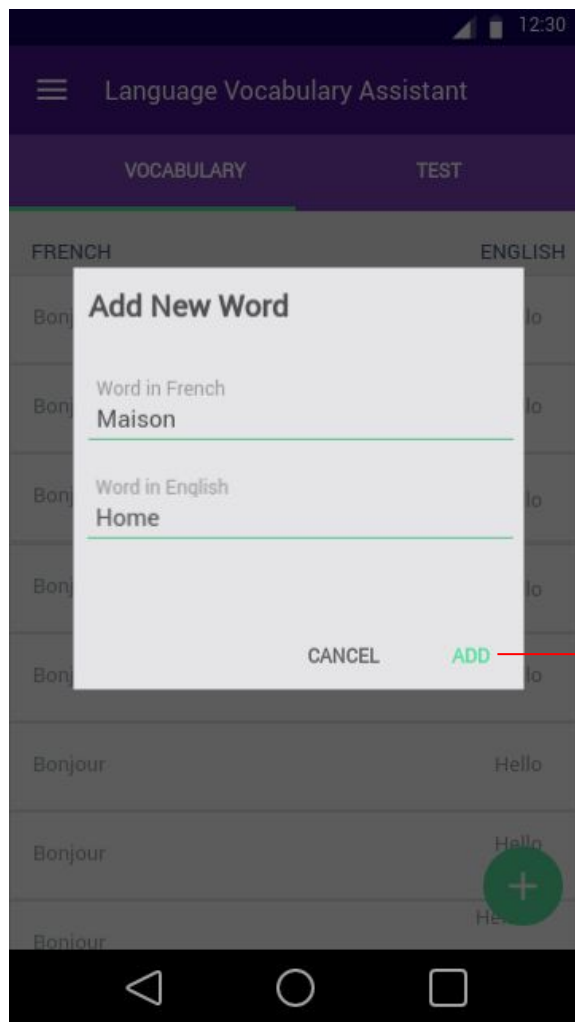 12:30
Language Vocabulary Assistant
VOCABULARY TEST
FRENCH ENGLISH
Add New Word
Word in French
Maison
Word in English
Home
CANCEL ADD
Bonjour Hello
Bonjour Hello
Bonjour